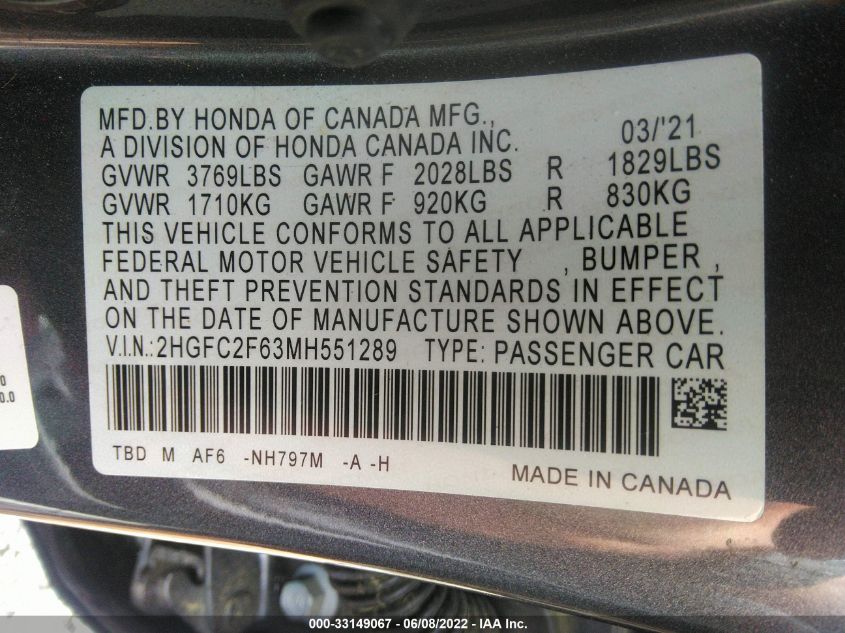 MFD.BY HONDA OF CANADA MFG.,
A DIVISION OF HONDA CANADA INC. 03/'21
GVWR 3769LBS GAWR F 2028LBS R 1829LBS
GVWR 1710KG GAWR F 920KG R 830KG
THIS VEHICLE CONFORMS TO ALL APPLICABLE
FEDERAL MOTOR VEHICLE SAFETY , BUMPER ,
AND THEFT PREVENTION STANDARDS IN EFFECT
ON THE DATE OF MANUFACTURE SHOWN ABOVE.
V.I.N.:2HGFC2F63MH551289 TYPE: PASSENGER CAR
TBD M AF6 -NH797M -A -H
MADE IN CANADA
0
0.0
000-33149067 - 06/08/2022 - IAA Inc.